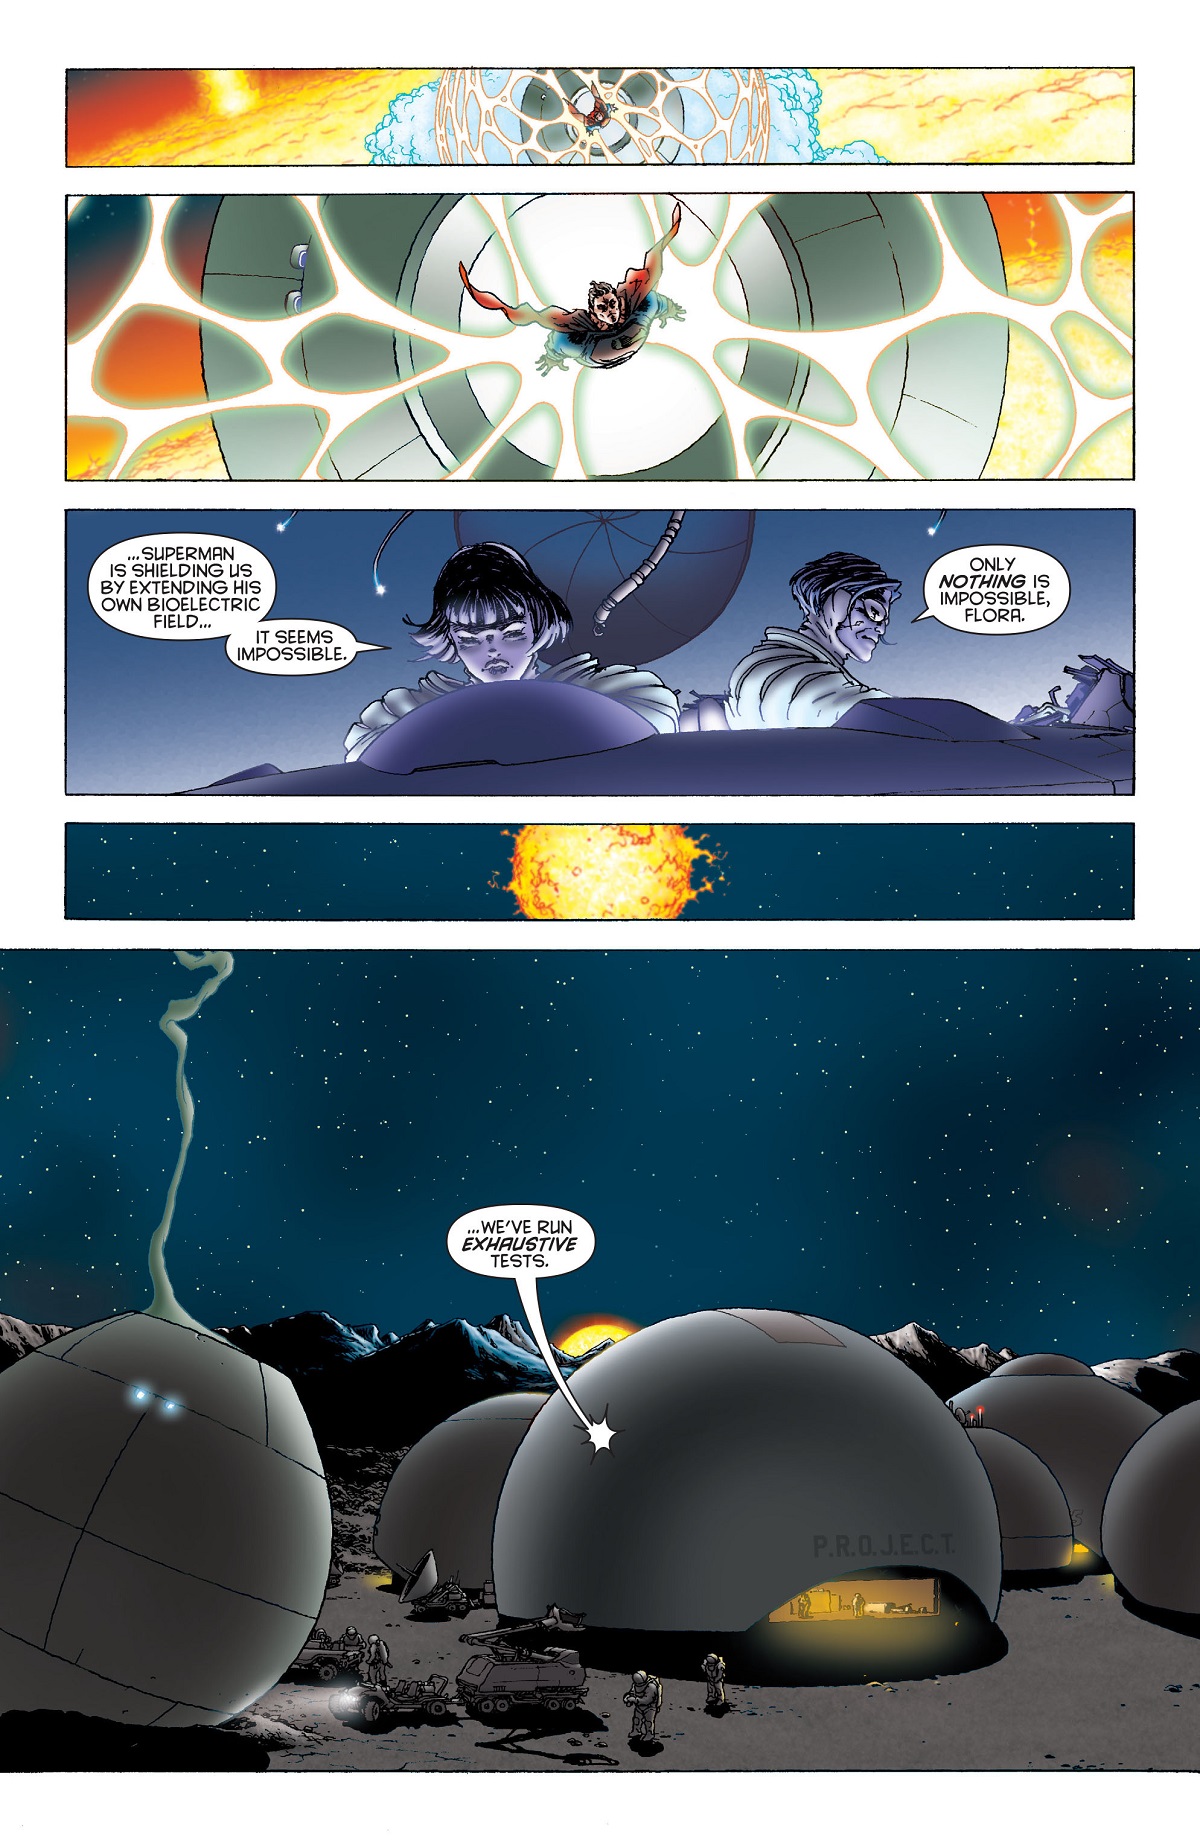 ...SUPERMAN
IS SHIELDING US
BY EXTENDING HIS
OWN BIOELECTRIC
FIELD...
IT SEEMS
IMPOSSIBLE.
ONLY
NOTHING IS
IMPOSSIBLE,
FLORA.
...WE'VE RUN
EXHAUSTIVE
TESTS.
P.R.O.J.E.C.T.